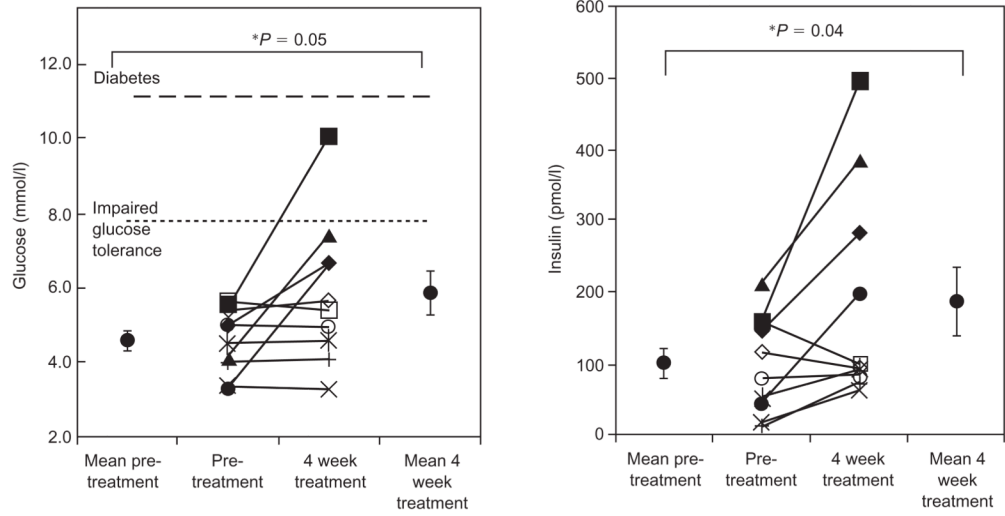 *P = 0.05
12.0
Diabetes
10.0
8.0
Impaired
glucose
tolerance
6.0
4.0
2.0
Glucose (mmol/l)
Mean pre-
treatment
Pre-
treatment
4 week
treatment
Mean 4
week
treatment
600
*P = 0.04
500
400
300
200
100
0
Insulin (pmol/l)
Mean pre-
treatment
Pre-
treatment
4 week
treatment
Mean 4
week
treatment